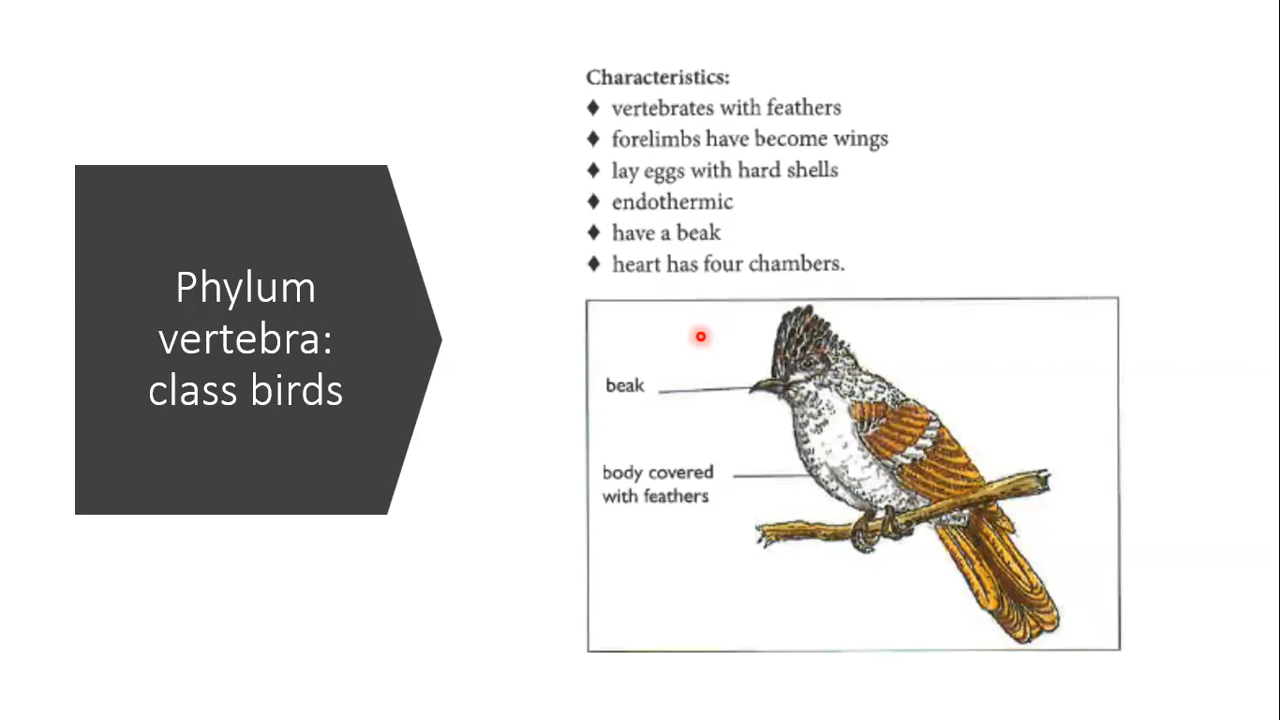 Phylum
vertebra:
class birds
Characteristics:
♦ vertebrates with feathers
♦ forelimbs have become wings
♦ lay eggs with hard shells
♦ endothermic
♦ have a beak
♦ heart has four chambers.
beak
body covered
with feathers